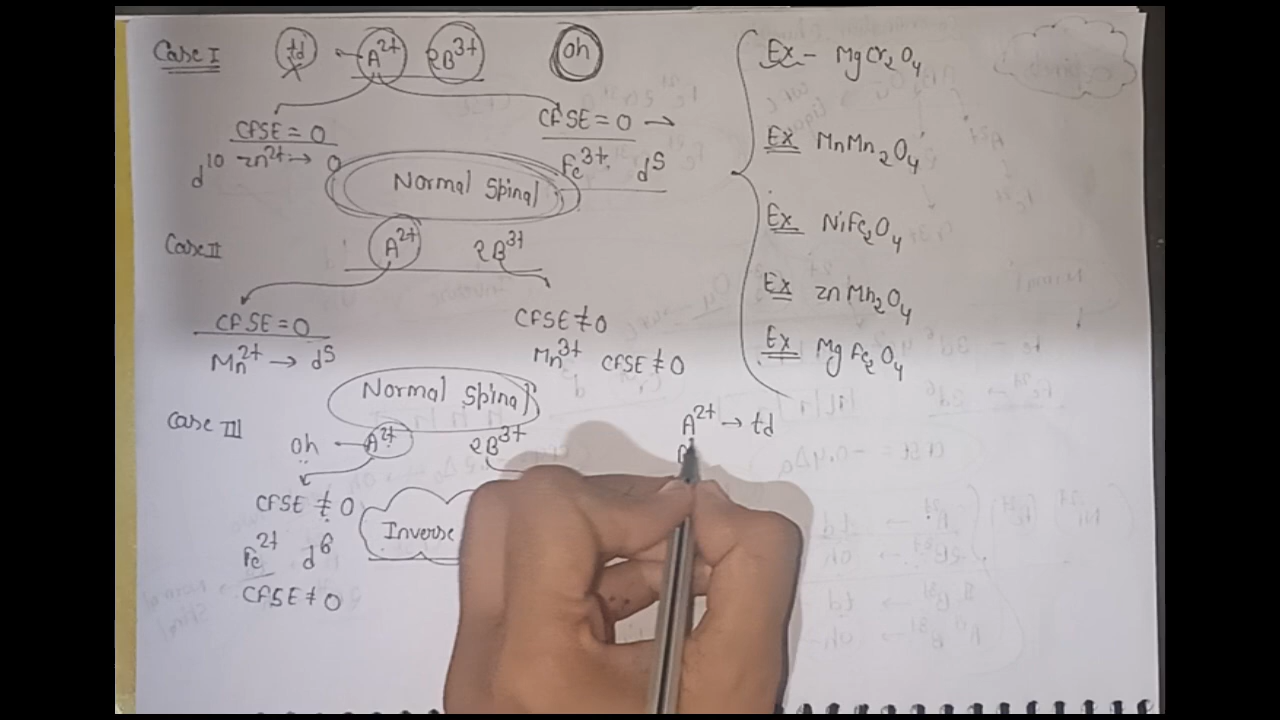 Case I td ← A2+ 2B3+ oh
CFSE = 0 CFSE = 0 →
d10 Zn2+ → 0 Fe3+ d5
Normal Spinal
Case II A2+ 2B3+
CFSE = 0 CFSE ≠ 0
Mn2+ → d5 Mn3+ CFSE ≠ 0
Normal Spinal
Case III oh ← A2+ 2B3+
CFSE ≠ 0
Inverse
Fe2+ d6
CFSE ≠ 0
A2+ → td
Ex - MgCr2O4
Ex MnMn2O4
Ex NiFe2O4
Ex ZnMn2O4
Ex MgFe2O4